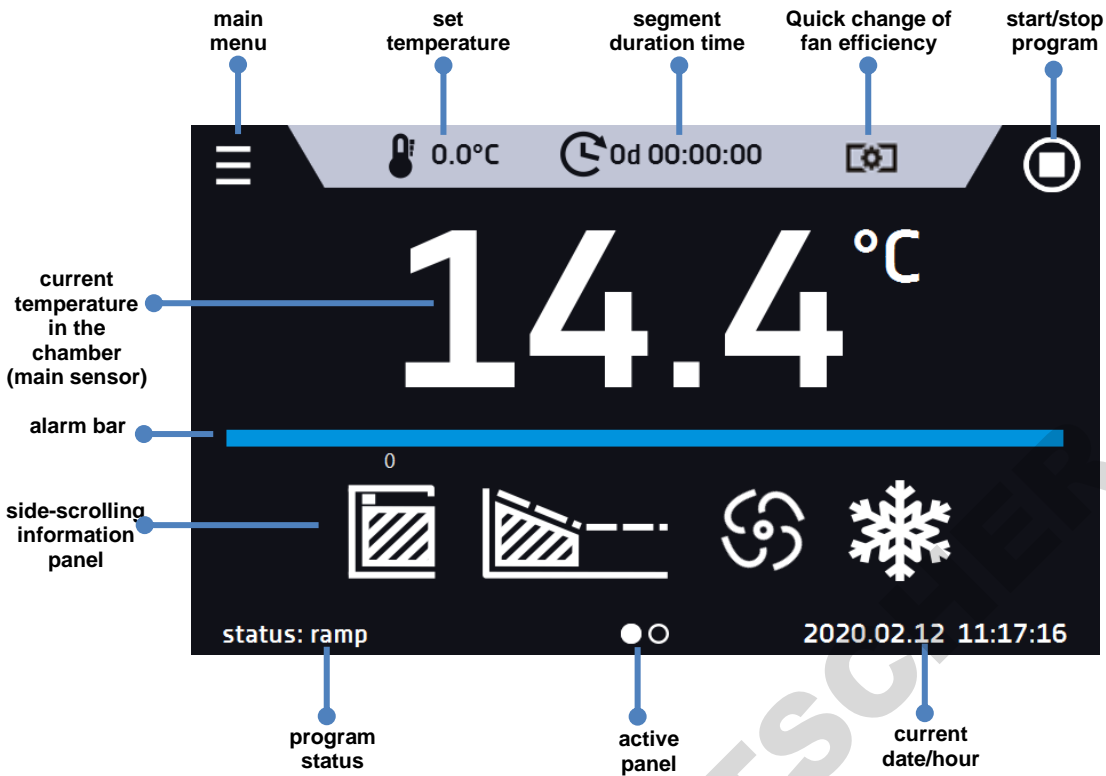 main
menu
set
temperature
segment
duration time
Quick change of
fan efficiency
start/stop
program
0.0°C
0d 00:00:00
14.4 °C
current
temperature
in the
chamber
(main sensor)
alarm bar
0
side-scrolling
information
panel
status: ramp
2020.02.12 11:17:16
program
status
active
panel
current
date/hour